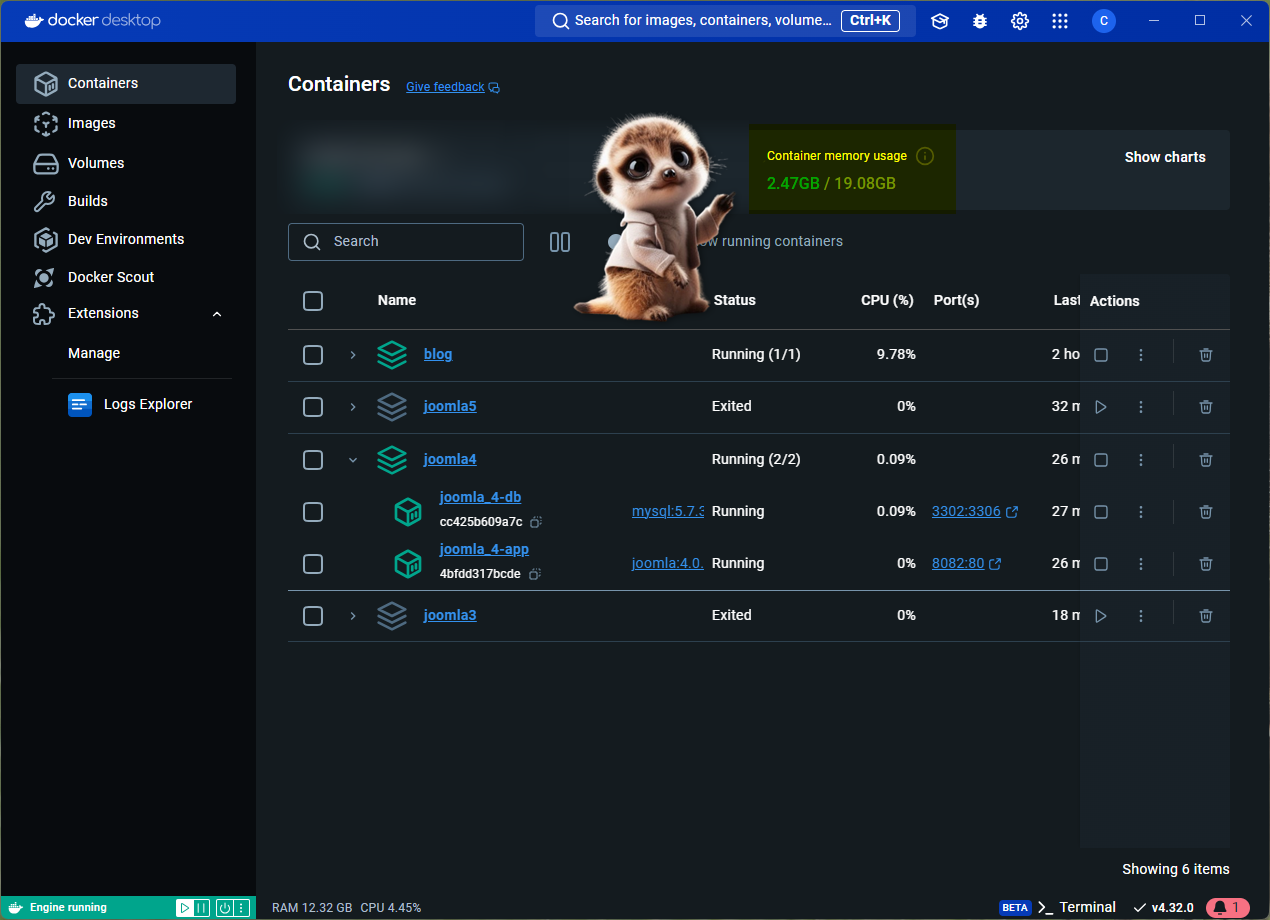 docker desktop
Search for images, containers, volume... Ctrl+K
C
Containers
Images
Volumes
Builds
Dev Environments
Docker Scout
Extensions
Manage
Logs Explorer
Containers Give feedback
Container memory usage
2.47GB / 19.08GB
Show charts
Search
running containers
Name Status CPU (%) Port(s) Last Actions
blog Running (1/1) 9.78% 2 ho
joomla5 Exited 0% 32 m
joomla4 Running (2/2) 0.09% 26 m
joomla_4-db
cc425b609a7c mysql:5.7.3 Running 0.09% 3302:3306 27 m
joomla_4-app
4bfdd317bcde joomla:4.0. Running 0% 8082:80 26 m
joomla3 Exited 0% 18 m
Showing 6 items
Engine running RAM 12.32 GB CPU 4.45% BETA Terminal v4.32.0 1